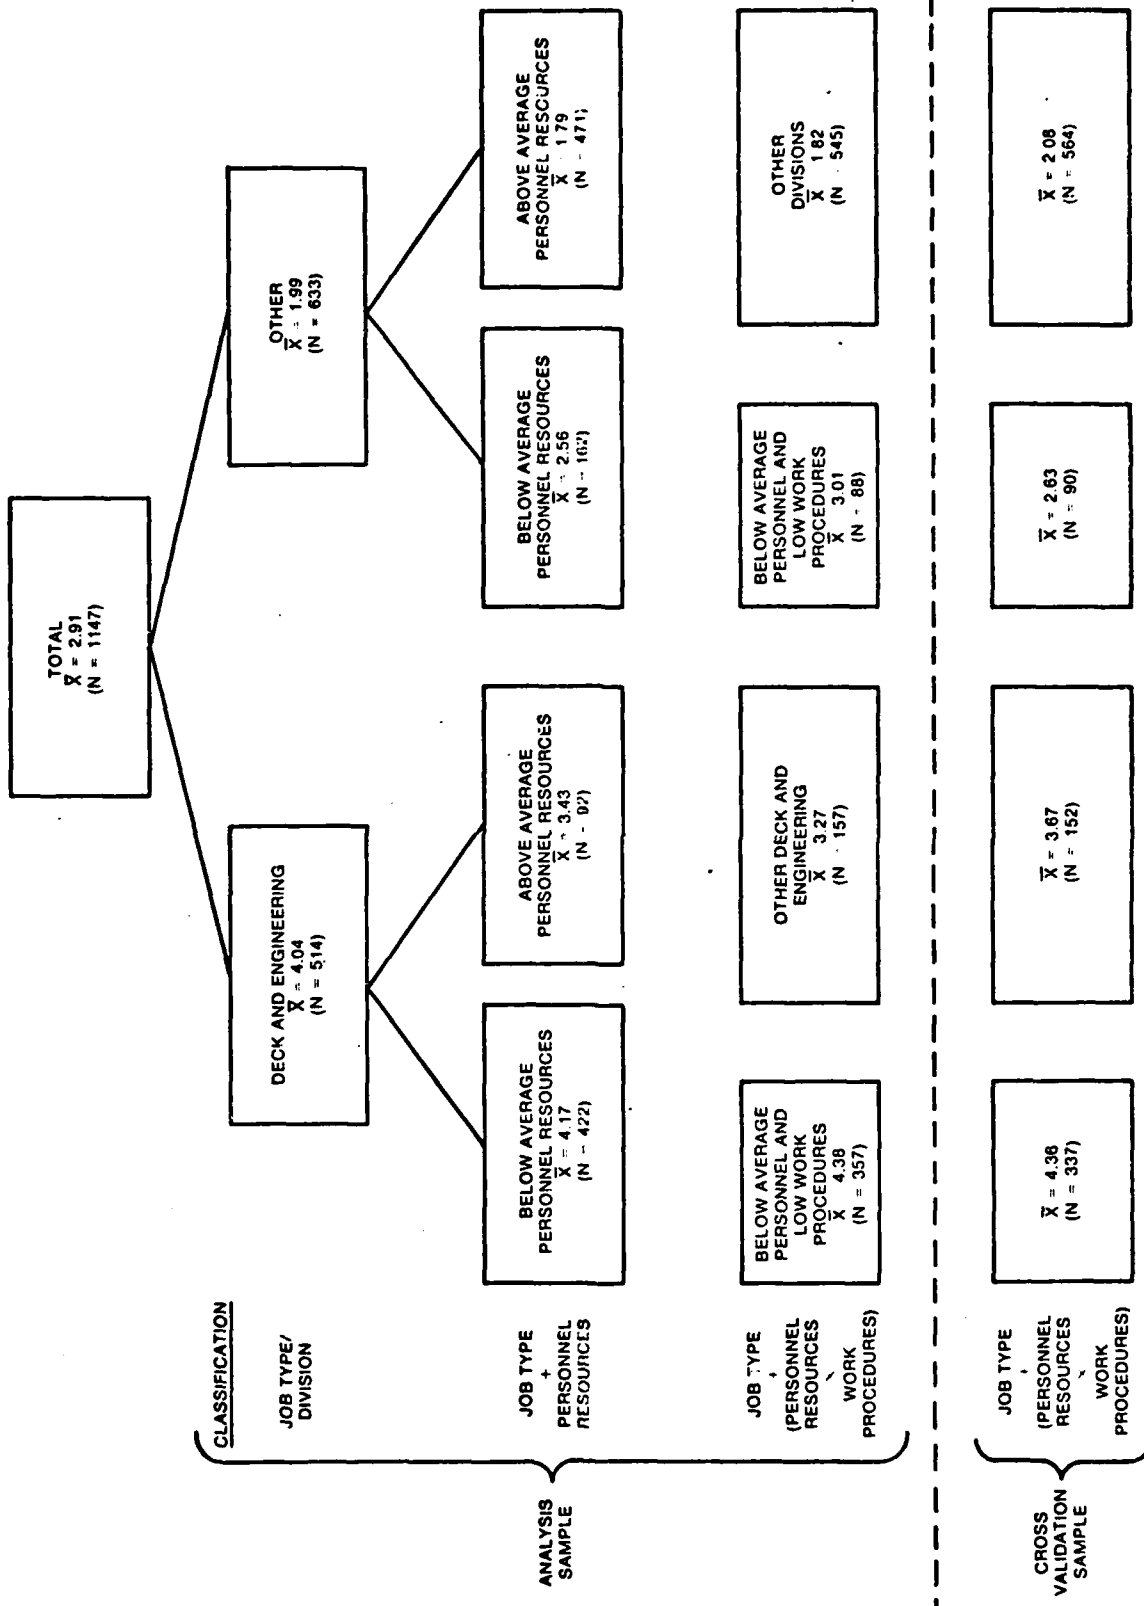 TOTAL
X̄ = 2.91
(N = 1147)
CLASSIFICATION
JOB TYPE/
DIVISION
DECK AND ENGINEERING
X̄ = 4.04
(N = 514)
OTHER
X̄ = 1.99
(N = 633)
ANALYSIS
SAMPLE
JOB TYPE
+
PERSONNEL
RESOURCES
BELOW AVERAGE
PERSONNEL RESOURCES
X̄ = 4.17
(N - 422)
ABOVE AVERAGE
PERSONNEL RESOURCES
X̄ = 3.43
(N - 92)
BELOW AVERAGE
PERSONNEL RESOURCES
X̄ = 2.56
(N - 162)
ABOVE AVERAGE
PERSONNEL RESOURCES
X̄ - 1 79
(N - 471)
JOB TYPE
+
(PERSONNEL
RESOURCES
×
WORK
PROCEDURES)
BELOW AVERAGE
PERSONNEL AND
LOW WORK
PROCEDURES
X̄ 4.38
(N = 357)
OTHER DECK AND
ENGINEERING
X̄ 3.27
(N - 157)
BELOW AVERAGE
PERSONNEL AND
LOW WORK
PROCEDURES
X̄ 3.01
(N - 88)
OTHER
DIVISIONS
X̄ 1 82
(N - 545)
CROSS
VALIDATION
SAMPLE
JOB TYPE
+
(PERSONNEL
RESOURCES
×
WORK
PROCEDURES)
X̄ = 4.36
(N = 337)
X̄ = 3.67
(N = 152)
X̄ = 2.63
(N = 90)
X̄ = 2 08
(N = 564)